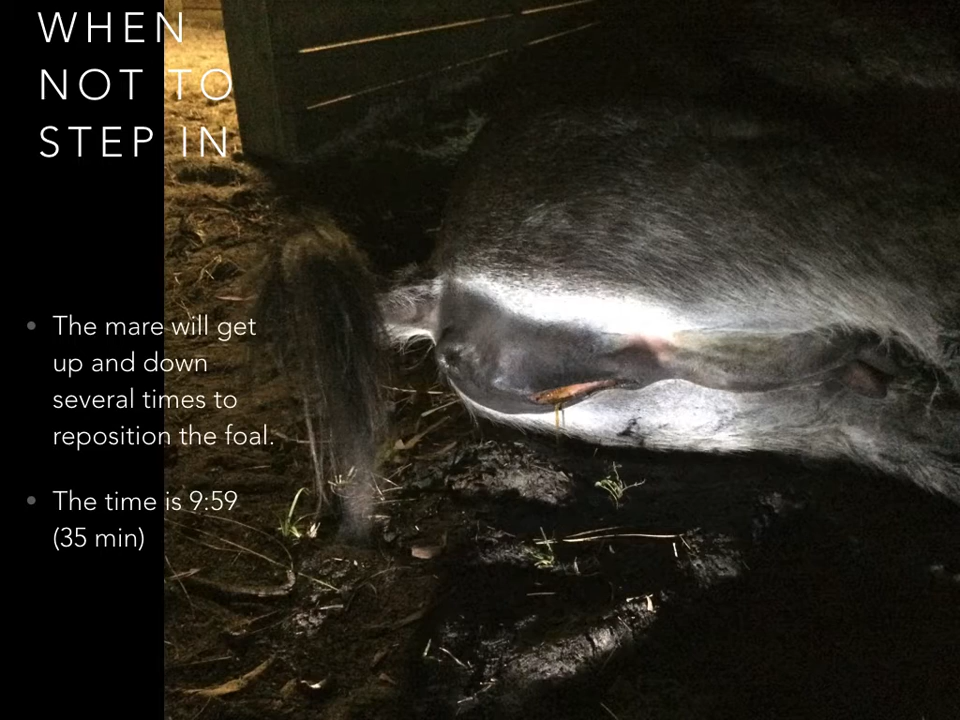 WHEN
NOT TO
STEP IN
• The mare will get
up and down
several times to
reposition the foal.
• The time is 9:59
(35 min)